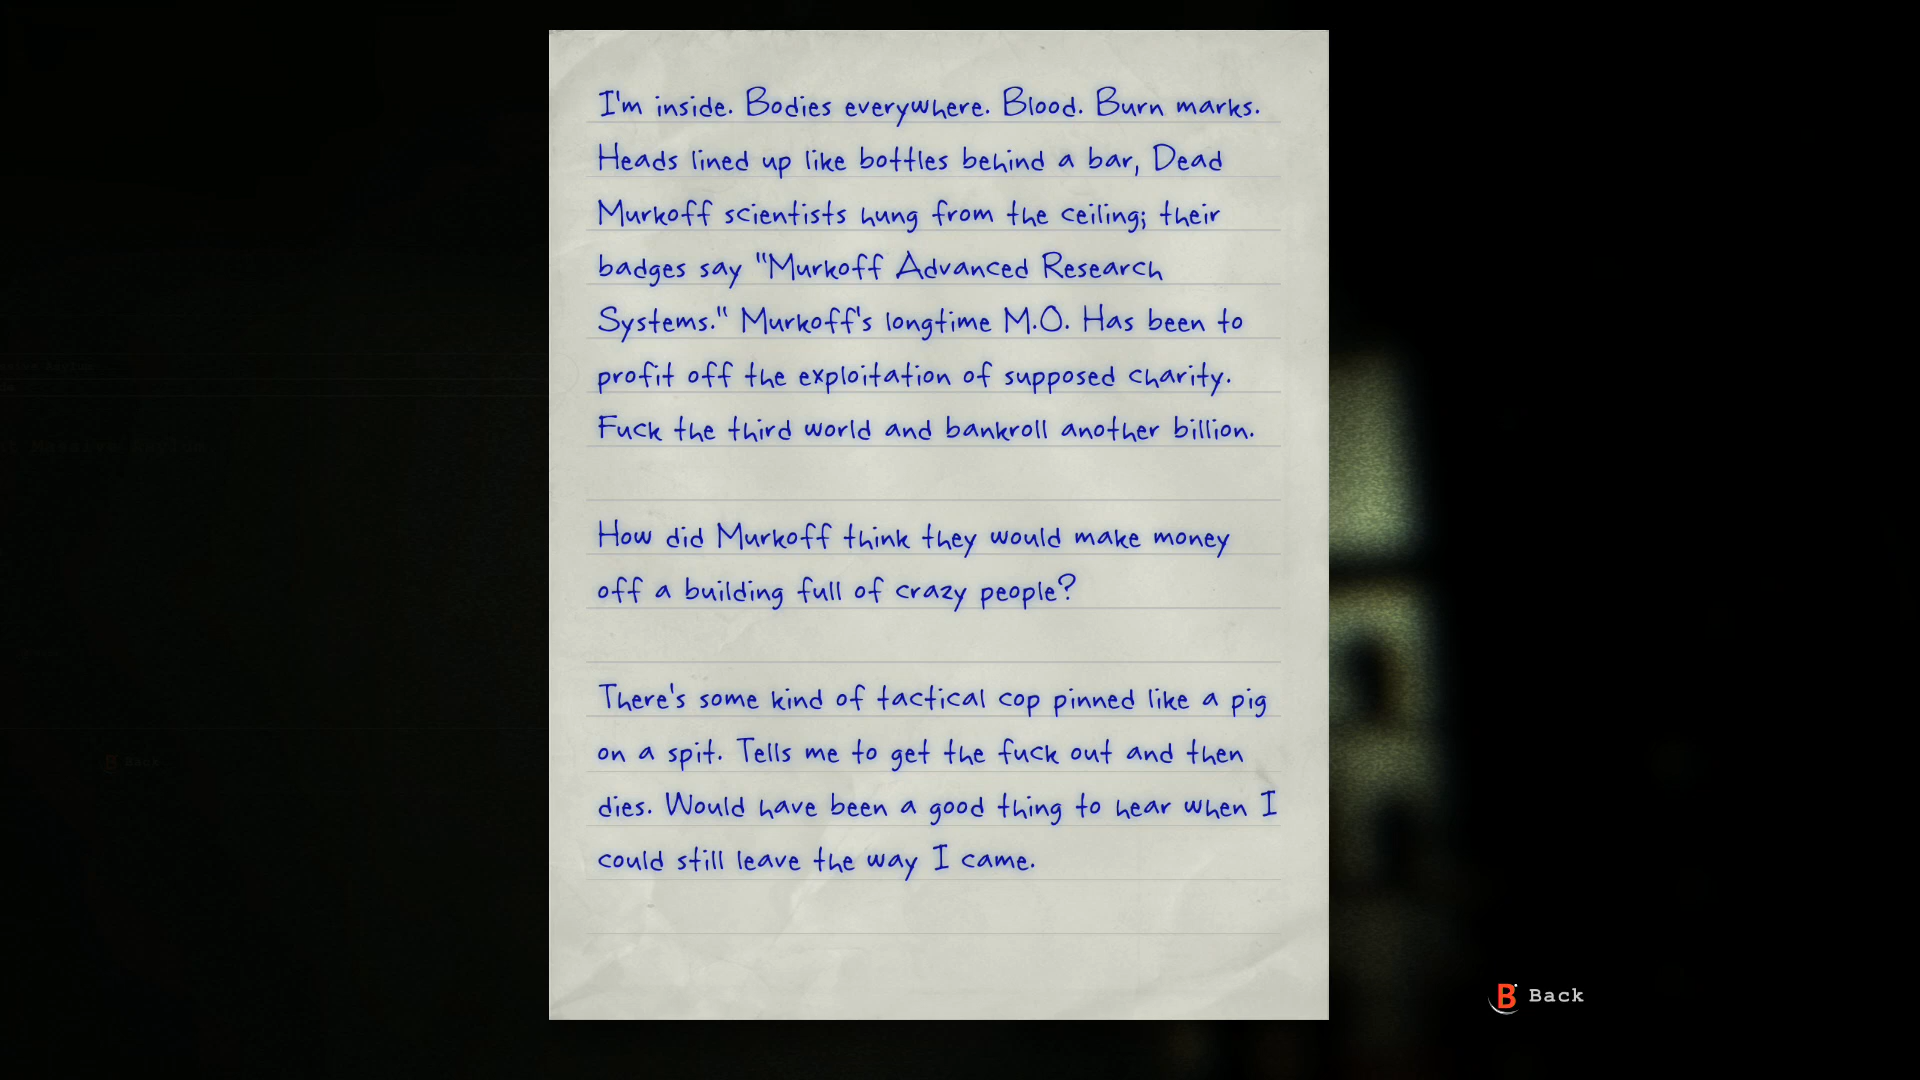 I'm inside. Bodies everywhere. Blood. Burn marks.
Heads lined up like bottles behind a bar, Dead
Murkoff scientists hung from the ceiling; their
badges say "Murkoff Advanced Research
Systems." Murkoff's longtime M.O. Has been to
profit off the exploitation of supposed charity.
Fuck the third world and bankroll another billion.
How did Murkoff think they would make money
off a building full of crazy people?
There's some kind of tactical cop pinned like a pig
on a spit. Tells me to get the fuck out and then
dies. Would have been a good thing to hear when I
could still leave the way I came.
B Back